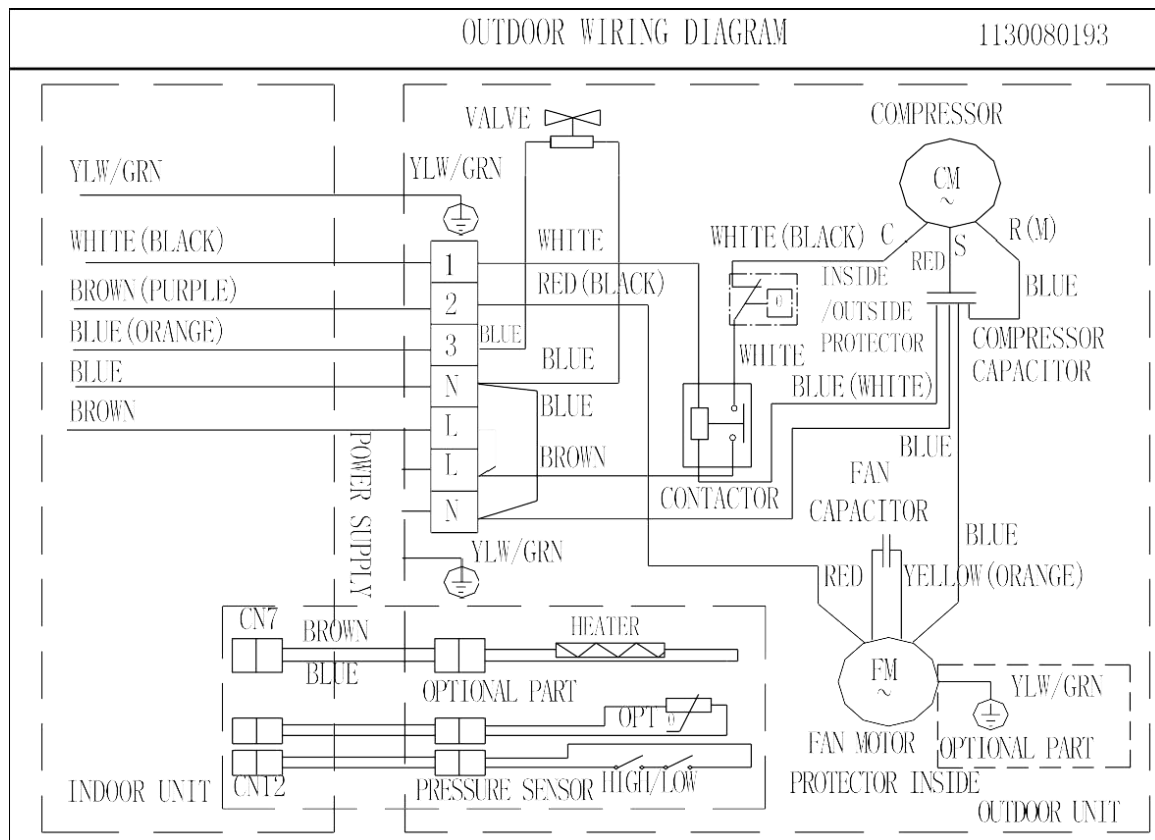 OUTDOOR WIRING DIAGRAM 1130080193
VALVE
COMPRESSOR
YLW/GRN
YLW/GRN
CM
~
WHITE(BLACK)
1
WHITE
WHITE(BLACK)
C
S
R(M)
RED
BROWN(PURPLE)
2
RED(BLACK)
INSIDE
/OUTSIDE
PROTECTOR
BLUE
BLUE(ORANGE)
3
BLUE
BLUE
WHITE
COMPRESSOR
CAPACITOR
BLUE
N
BLUE
BLUE(WHITE)
BROWN
L
L
BROWN
BLUE
POWER SUPPLY
CONTACTOR
FAN
CAPACITOR
N
YLW/GRN
BLUE
RED
YELLOW(ORANGE)
CN7
BROWN
HEATER
BLUE
OPTIONAL PART
FM
~
YLW/GRN
OPT
θ
FAN MOTOR
OPTIONAL PART
CN12
PRESSURE SENSOR
HIGH/LOW
PROTECTOR INSIDE
INDOOR UNIT
OUTDOOR UNIT